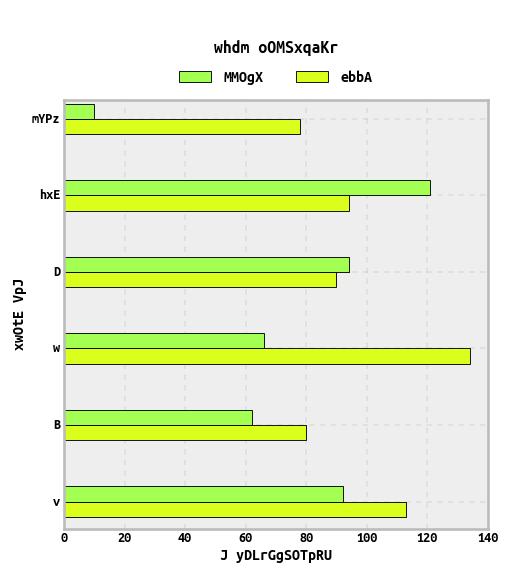 whdm oOMSxqaKr
MMOgX
ebbA
mYPz
hxE
D
w
B
v
xwOtE VpJ
0 20 40 60 80 100 120 140
J yDLrGgSOTpRU